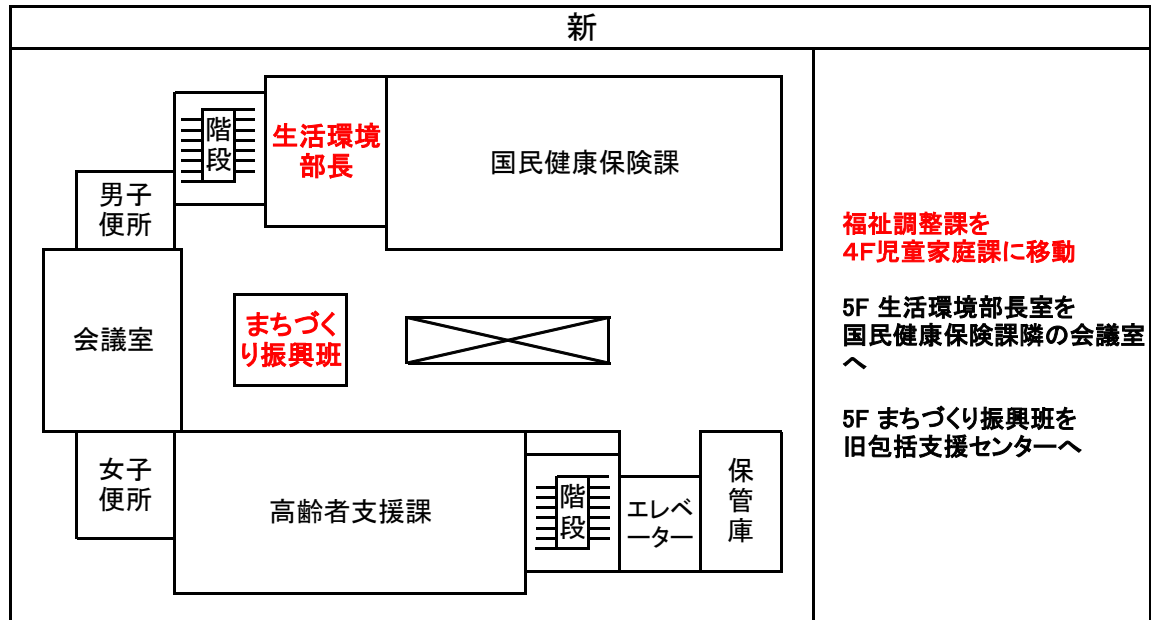 新
階
段
生活環境
部長
国民健康保険課
男子
便所
会議室
まちづく
り振興班
女子
便所
高齢者支援課
階
段
エレベ
ーター
保
管
庫
福祉調整課を
4F児童家庭課に移動
5F 生活環境部長室を
国民健康保険課隣の会議室
へ
5F まちづくり振興班を
旧包括支援センターへ